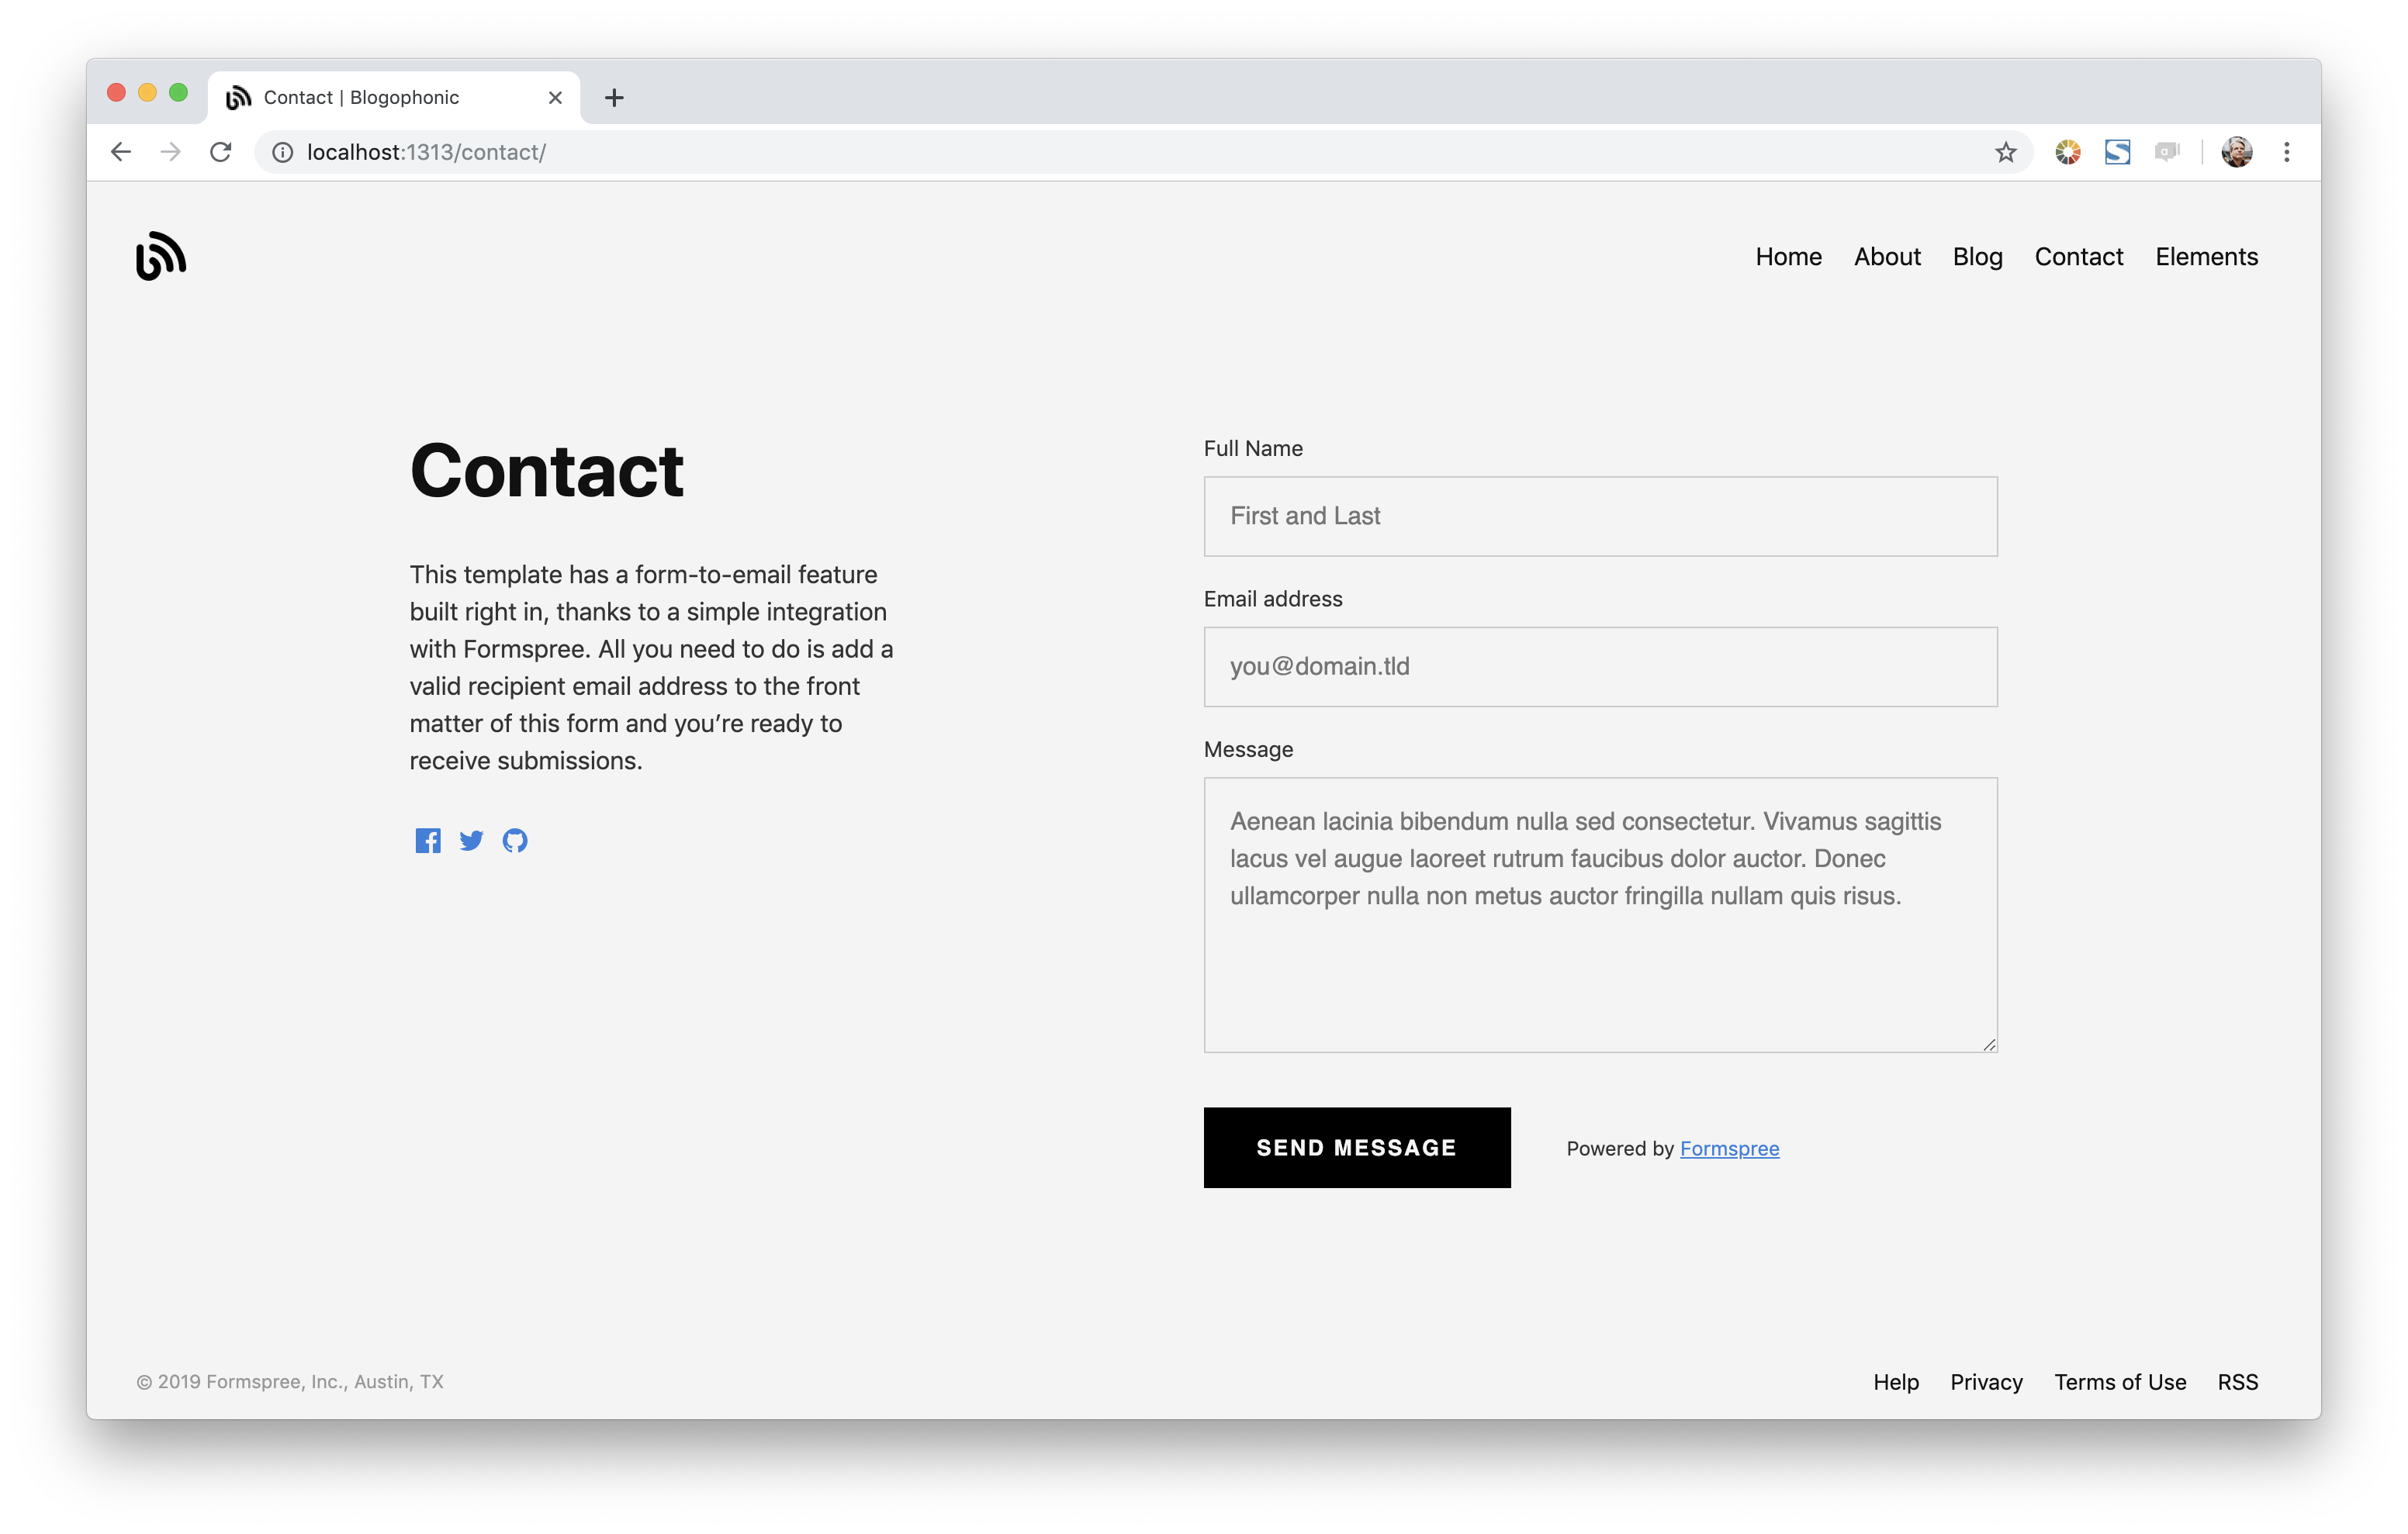 Contact | Blogophonic
localhost:1313/contact/
Home About Blog Contact Elements
Contact
This template has a form-to-email feature
built right in, thanks to a simple integration
with Formspree. All you need to do is add a
valid recipient email address to the front
matter of this form and you’re ready to
receive submissions.
Full Name
First and Last
Email address
you@domain.tld
Message
Aenean lacinia bibendum nulla sed consectetur. Vivamus sagittis
lacus vel augue laoreet rutrum faucibus dolor auctor. Donec
ullamcorper nulla non metus auctor fringilla nullam quis risus.
SEND MESSAGE
Powered by Formspree
© 2019 Formspree, Inc., Austin, TX
Help Privacy Terms of Use RSS